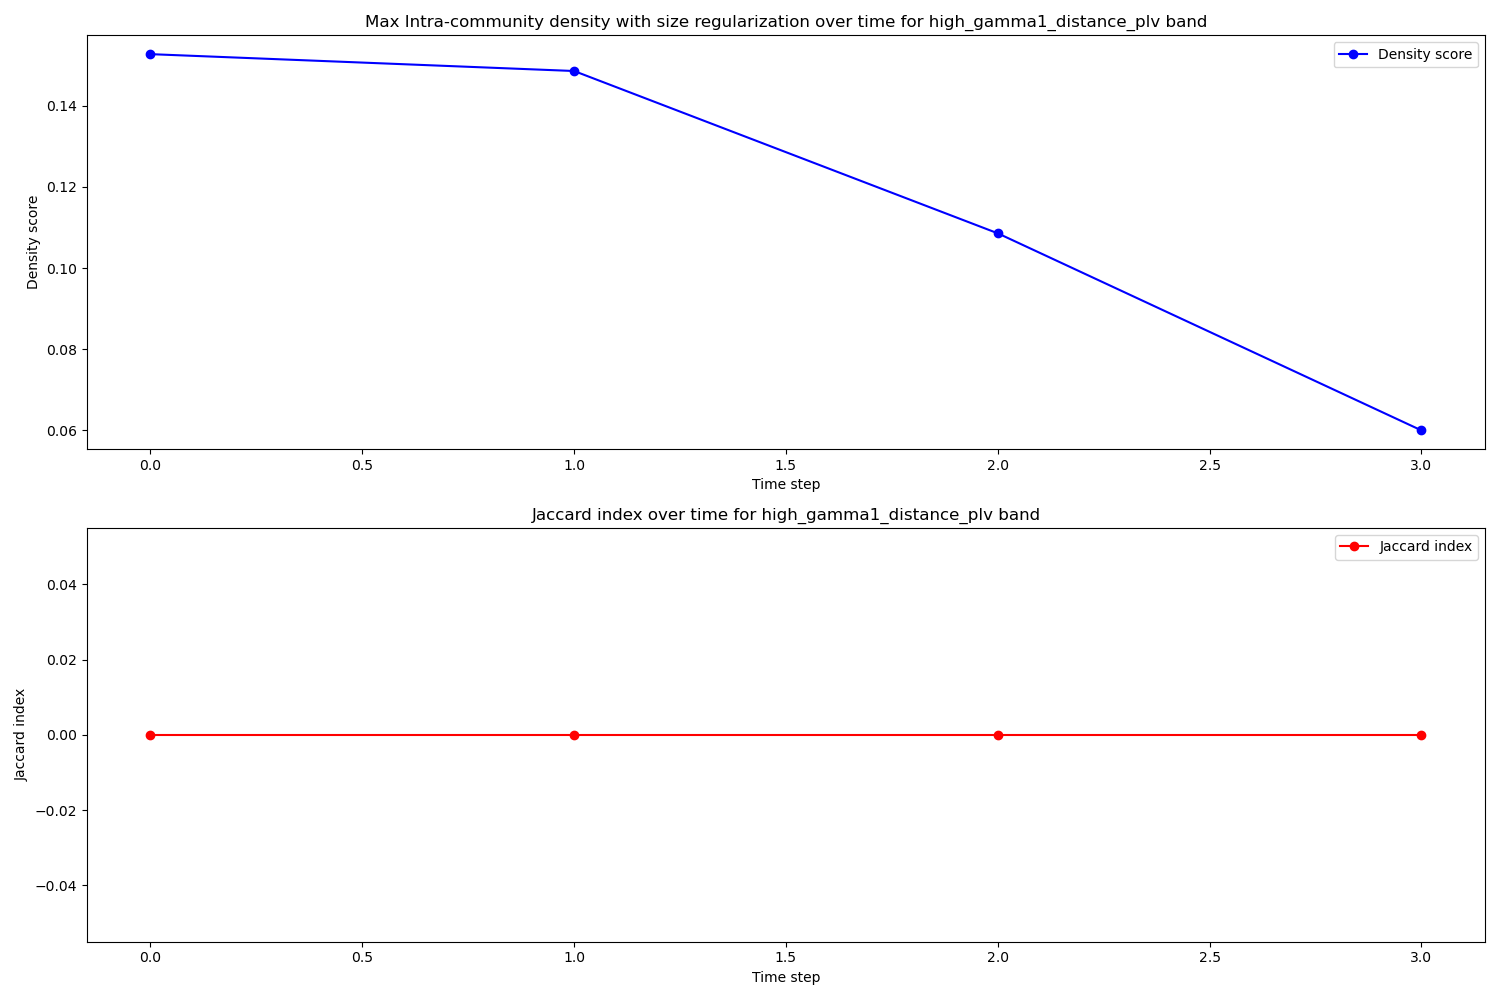 Max Intra-community density with size regularization over time for high_gamma1_distance_plv band
Density score
0.14
0.12
0.10
0.08
0.06
Density score
0.0 0.5 1.0 1.5 2.0 2.5 3.0
Time step
Jaccard index over time for high_gamma1_distance_plv band
Jaccard index
0.04
0.02
0.00
−0.02
−0.04
Jaccard index
0.0 0.5 1.0 1.5 2.0 2.5 3.0
Time step